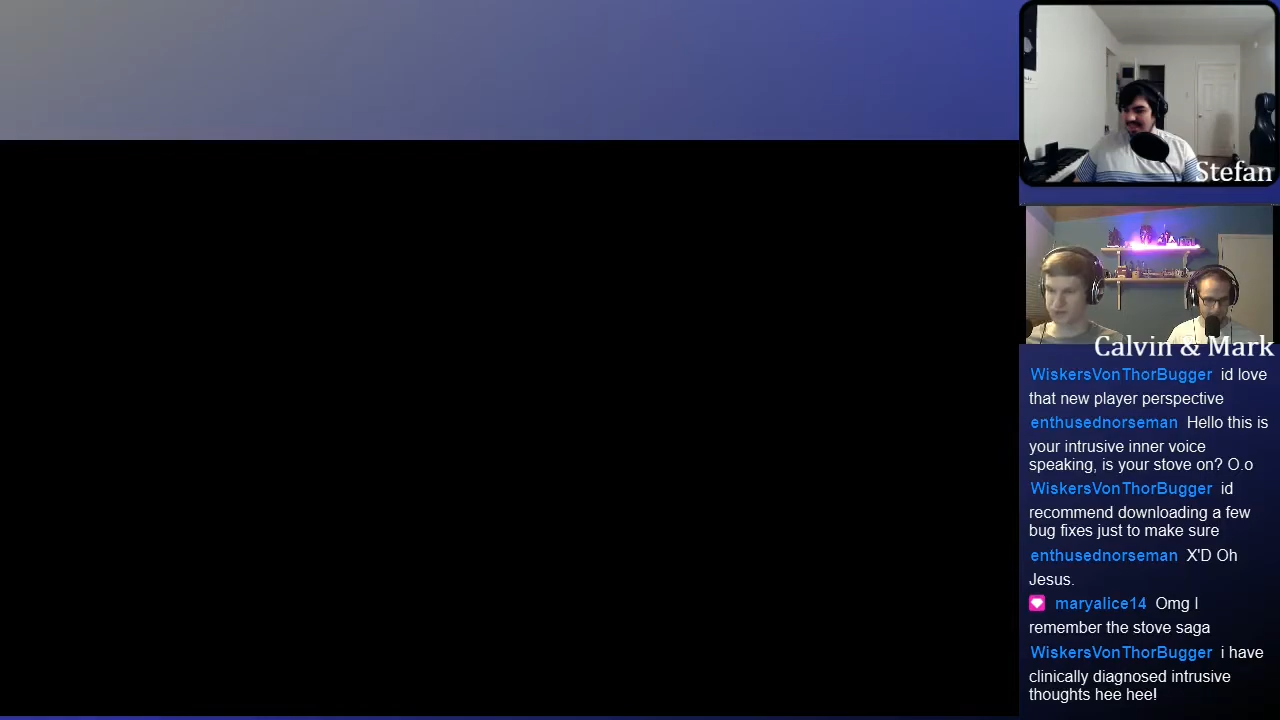 Stefan
Calvin & Mark
WiskersVonThorBugger id love
that new player perspective
enthusednorseman Hello this is
your intrusive inner voice
speaking, is your stove on? O.o
WiskersVonThorBugger id
recommend downloading a few
bug fixes just to make sure
enthusednorseman X'D Oh
Jesus.
maryalice14 Omg I
remember the stove saga
WiskersVonThorBugger i have
clinically diagnosed intrusive
thoughts hee hee!